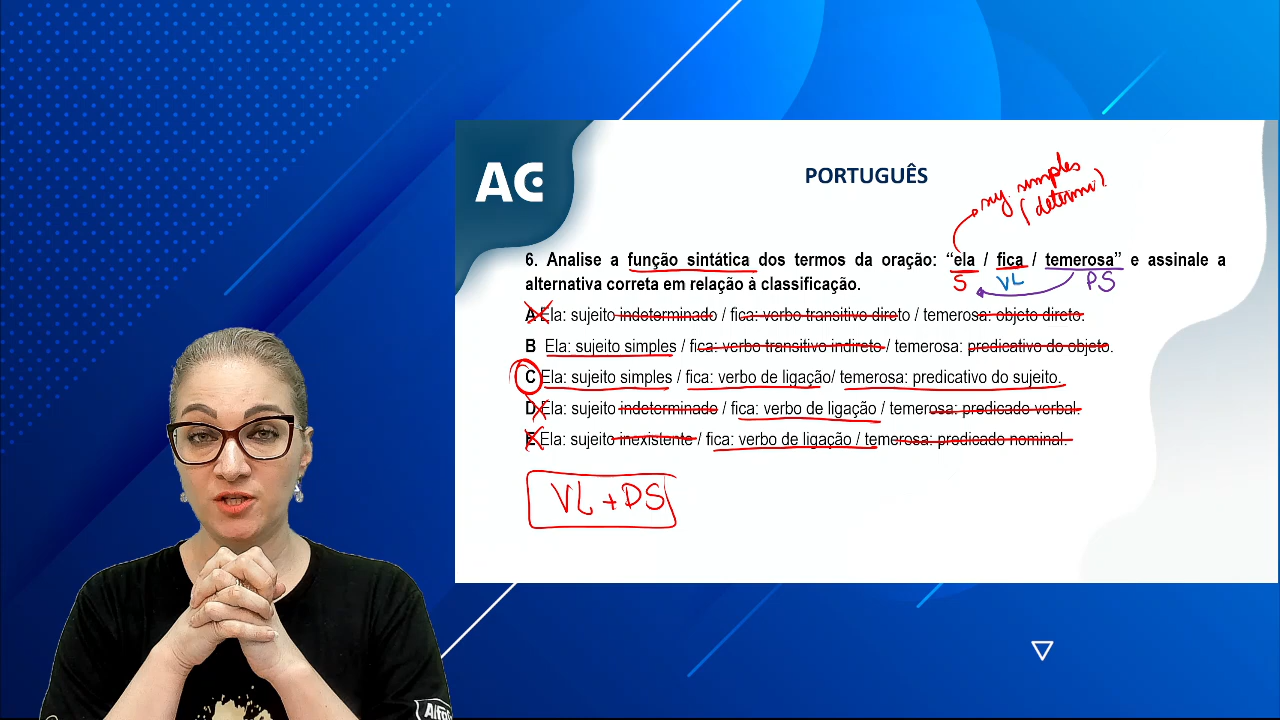 AC
PORTUGUÊS
suj. simples
(determi.)
6. Analise a função sintática dos termos da oração: “ela / fica / temerosa” e assinale a
S VL PS
alternativa correta em relação à classificação.
A Ela: sujeito indeterminado / fica: verbo transitivo direto / temerosa: objeto direto.
B Ela: sujeito simples / fica: verbo transitivo indireto / temerosa: predicativo do objeto.
C Ela: sujeito simples / fica: verbo de ligação/ temerosa: predicativo do sujeito.
D Ela: sujeito indeterminado / fica: verbo de ligação / temerosa: predicado verbal.
E Ela: sujeito inexistente / fica: verbo de ligação / temerosa: predicado nominal.
VL + PS